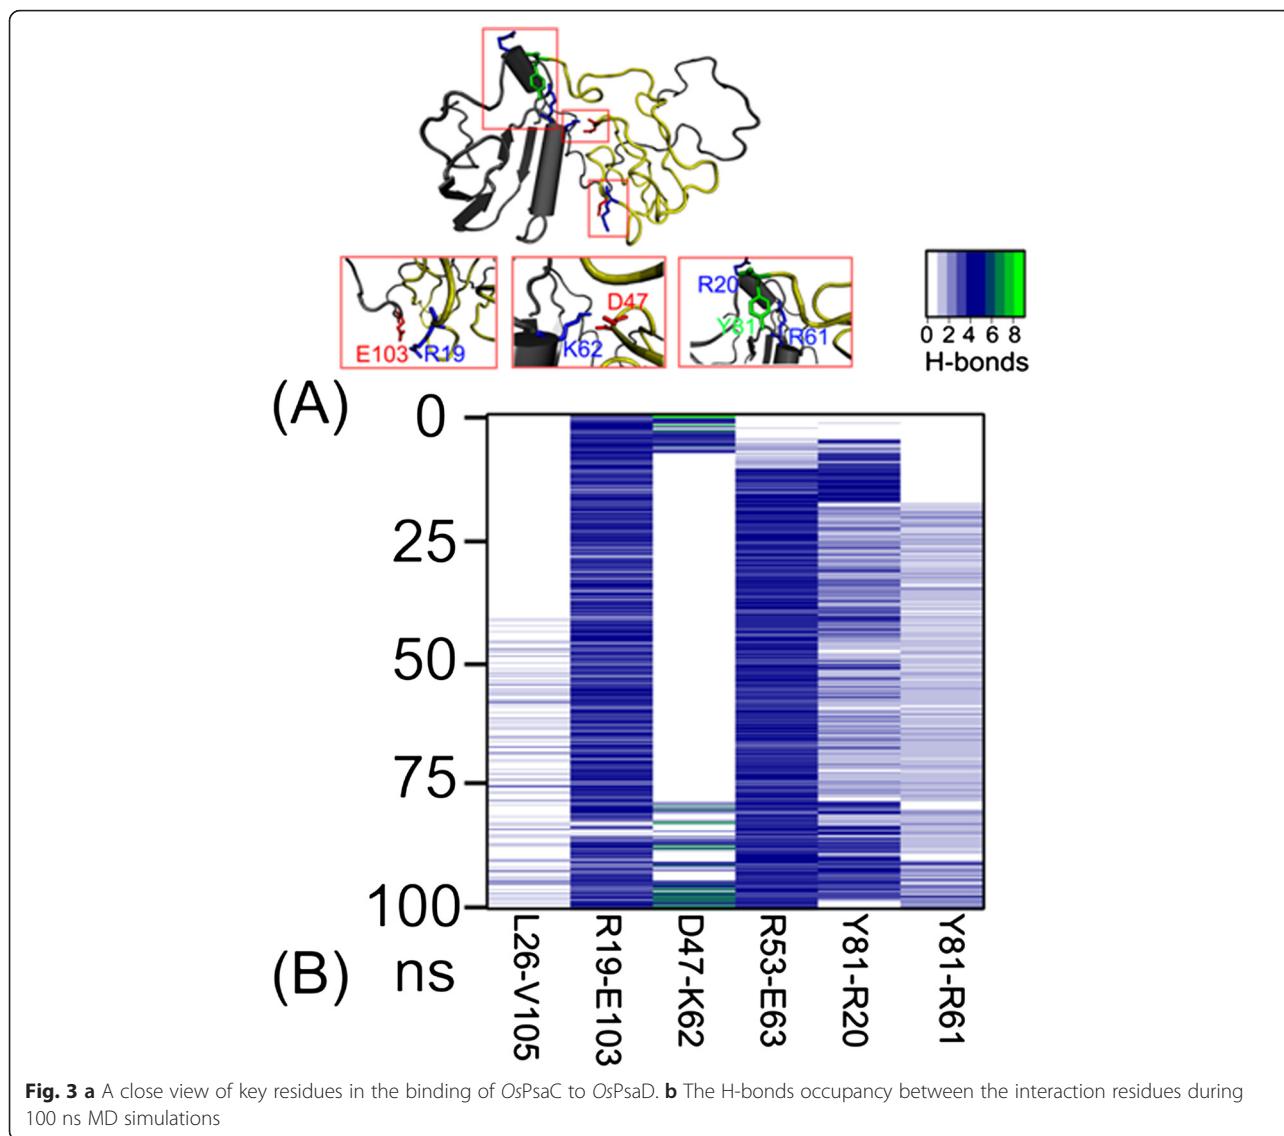 E103
R19
D47
K62
R20
Y81
R61
0 2 4 6 8
H-bonds
(A)
0
25
50
75
100
(B)
ns
L26-V105
R19-E103
D47-K62
R53-E63
Y81-R20
Y81-R61
Fig. 3 a A close view of key residues in the binding of OsPsaC to OsPsaD. b The H-bonds occupancy between the interaction residues during
100 ns MD simulations